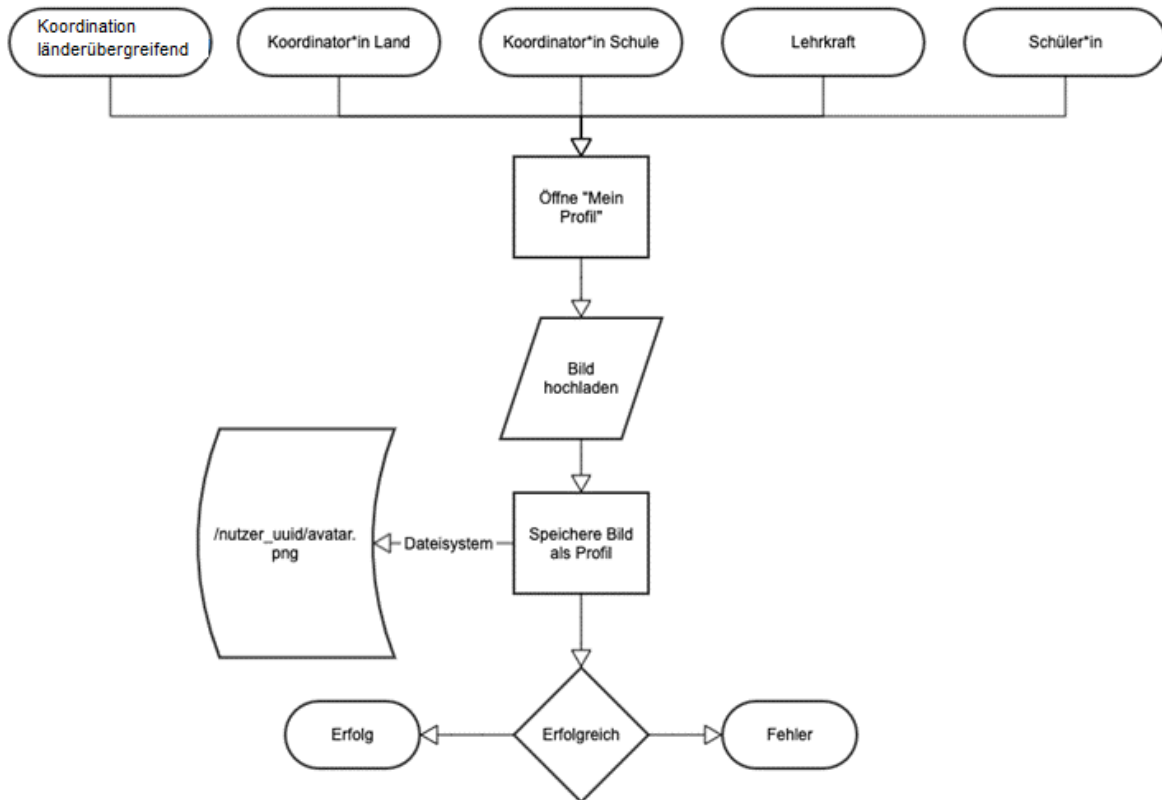 Koordination
länderübergreifend
Koordinator*in Land
Koordinator*in Schule
Lehrkraft
Schüler*in
Öffne "Mein
Profil"
Bild
hochladen
/nutzer_uuid/avatar.
png
Dateisystem
Speichere Bild
als Profil
Erfolg
Erfolgreich
Fehler